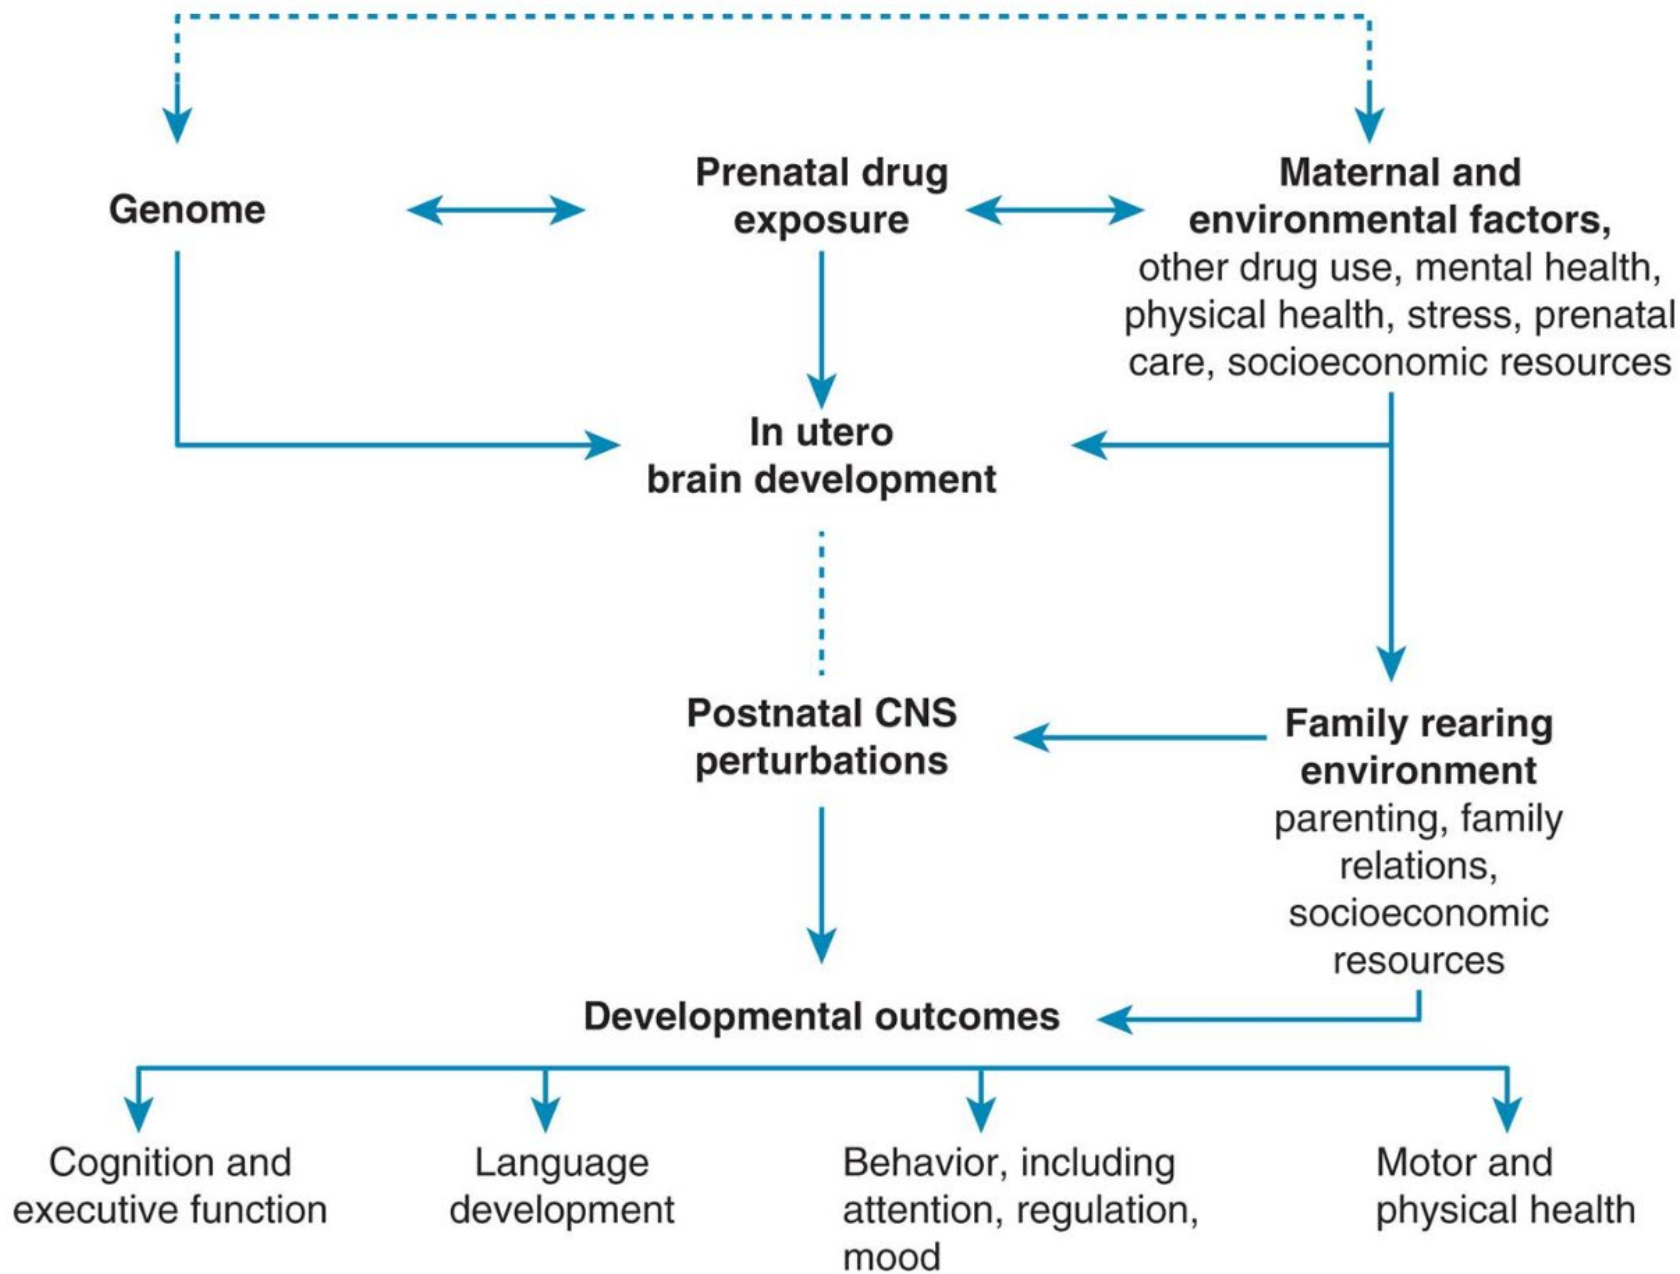 Genome
Prenatal drug
exposure
Maternal and
environmental factors,
other drug use, mental health,
physical health, stress, prenatal
care, socioeconomic resources
In utero
brain development
Postnatal CNS
perturbations
Family rearing
environment
parenting, family
relations,
socioeconomic
resources
Developmental outcomes
Cognition and
executive function
Language
development
Behavior, including
attention, regulation,
mood
Motor and
physical health